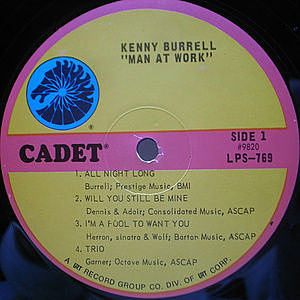 KENNY BURRELL
"MAN AT WORK"
®
CADET®
SIDE 1
#9820
LPS-769
1. ALL NIGHT LONG
Burrell; Prestige Music, BMI
2. WILL YOU STILL BE MINE
Dennis & Adair; Consolidated Music, ASCAP
3. I'M A FOOL TO WANT YOU
Herron, sinatra & Wolf; Barton Music, ASCAP
4. TRIO
Garner; Octave Music, ASCAP
A GRT RECORD GROUP CO. DIV. OF GRT CORP.